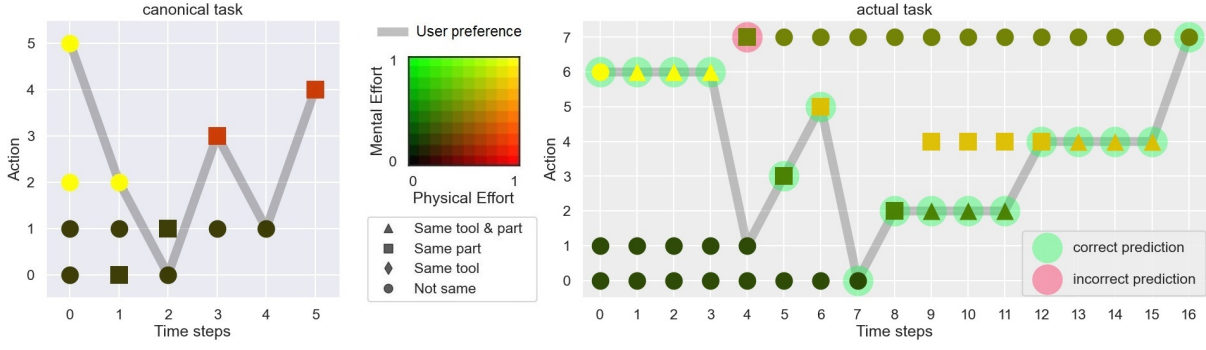 canonical task
5
4
3
2
1
0
Action
0 1 2 3 4 5
Time steps
User preference
1
0
Mental Effort
0 1
Physical Effort
Same tool & part
Same part
Same tool
Not same
actual task
7
6
5
4
3
2
1
0
Action
0 1 2 3 4 5 6 7 8 9 10 11 12 13 14 15 16
Time steps
correct prediction
incorrect prediction